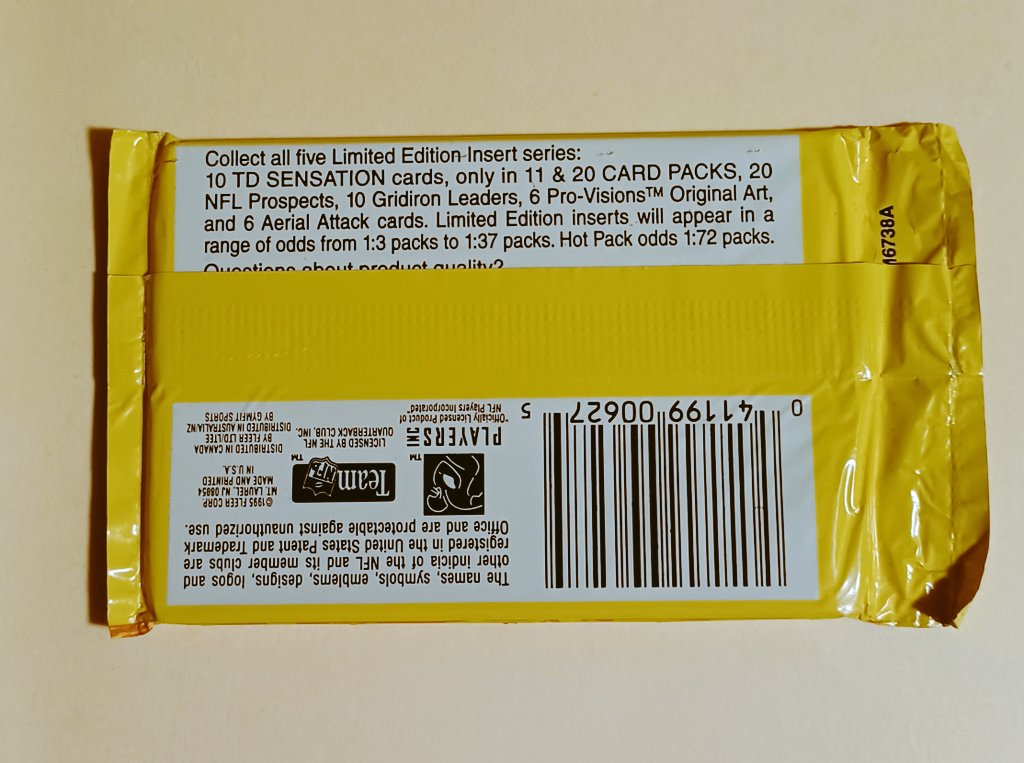 Collect all five Limited Edition Insert series:
10 TD SENSATION cards, only in 11 & 20 CARD PACKS, 20
NFL Prospects, 10 Gridiron Leaders, 6 Pro-Visions™ Original Art,
and 6 Aerial Attack cards. Limited Edition inserts will appear in a
range of odds from 1:3 packs to 1:37 packs. Hot Pack odds 1:72 packs.
Questions about product quality?
16738A
The names, symbols, emblems, designs, logos and
other indicia of the NFL and its member clubs are
registered in the United States Patent and Trademark
Office and are protectable against unauthorized use.
Team NFL™
©1995 FLEER CORP.
MT. LAUREL, NJ 08054
MADE AND PRINTED
IN U.S.A.
™
PLAYERS INC
LICENSED BY THE NFL
QUARTERBACK CLUB, INC.
DISTRIBUTED IN CANADA
BY FLEER LTD/LTEE
DISTRIBUTED IN AUSTRALIA/NZ
BY GYMFIT SPORTS
"Officially Licensed Product of
NFL Players Incorporated"
0 41199 00627 5